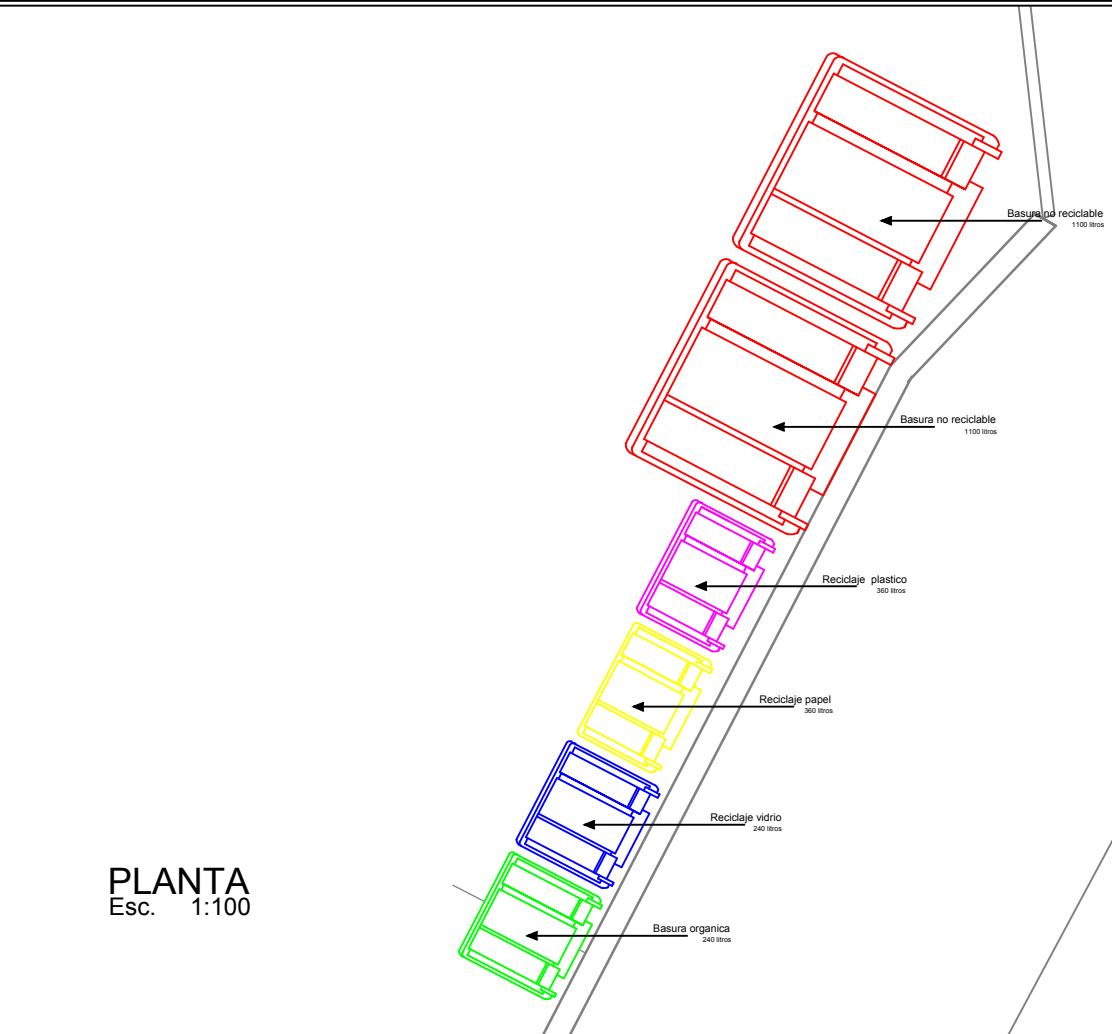 Basura no reciclable
1100 litros
Basura no reciclable
1100 litros
Reciclaje plastico
360 litros
Reciclaje papel
360 litros
Reciclaje vidrio
240 litros
PLANTA
Esc. 1:100
Basura organica
240 litros